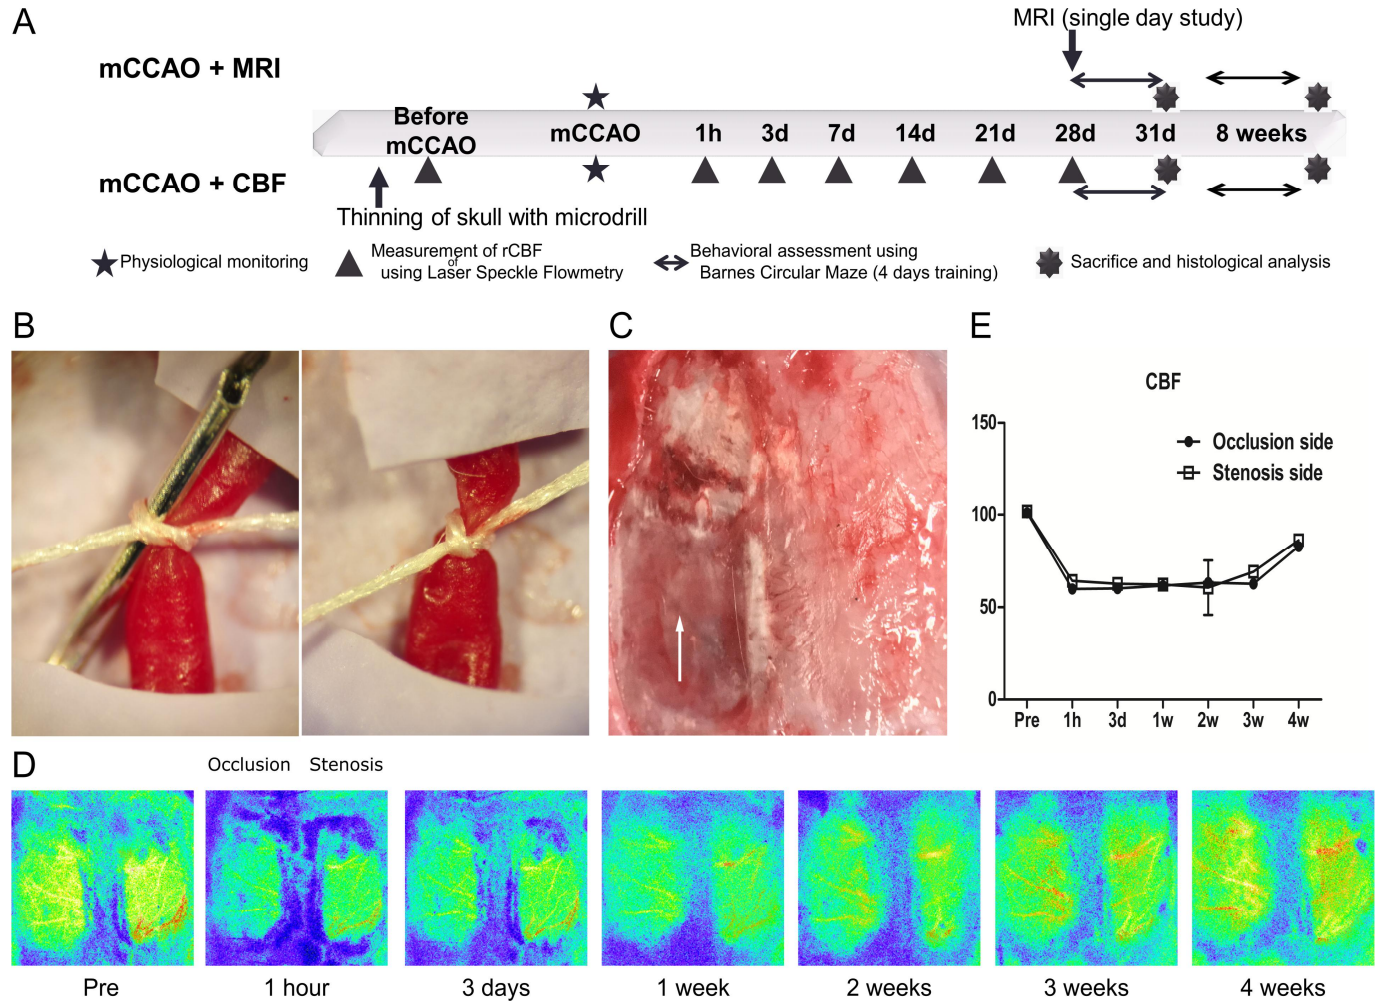 A
MRI (single day study)
mCCAO + MRI
Before
mCCAO
mCCAO 1h 3d 7d 14d 21d 28d 31d 8 weeks
mCCAO + CBF
Thinning of skull with microdrill
Physiological monitoring
Measurement of rCBF
of
using Laser Speckle Flowmetry
Behavioral assessment using
Barnes Circular Maze (4 days training)
Sacrifice and histological analysis
B
C
E
CBF
150
100
50
0
Occlusion side
Stenosis side
Pre 1h 3d 1w 2w 3w 4w
D
Occlusion Stenosis
Pre 1 hour 3 days 1 week 2 weeks 3 weeks 4 weeks